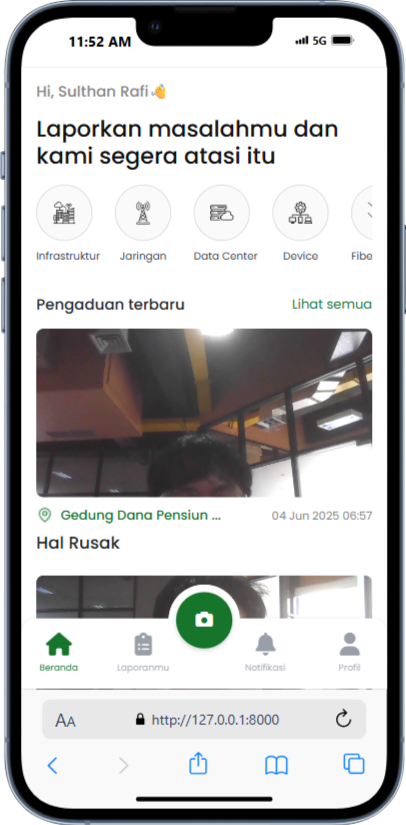 11:52 AM
5G
Hi, Sulthan Rafi👋
Laporkan masalahmu dan
kami segera atasi itu
Infrastruktur
Jaringan
Data Center
Device
Fibe
Pengaduan terbaru
Lihat semua
Gedung Dana Pensiun ...
04 Jun 2025 06:57
Hal Rusak
Beranda
Laporanmu
Notifikasi
Profil
AA
http://127.0.0.1:8000